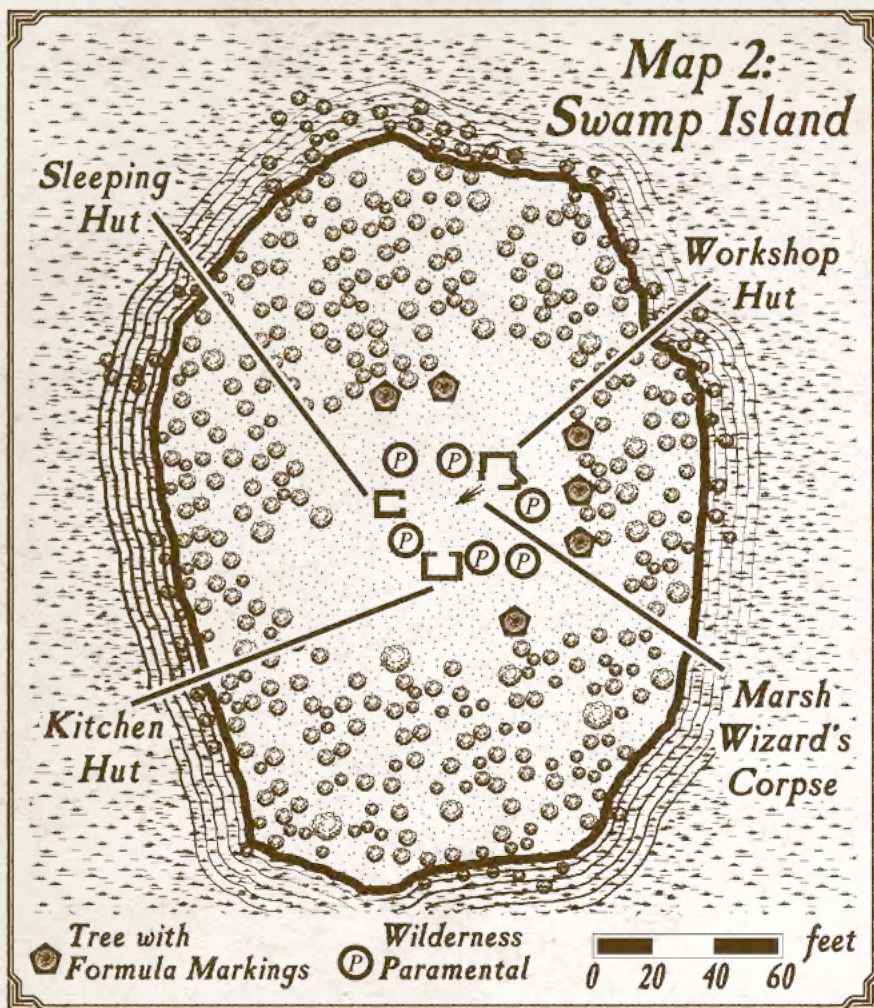 Map 2:
Swamp Island
Sleeping
Hut
Workshop
Hut
P
P
P
P
P
P
Kitchen
Hut
Marsh
Wizard's
Corpse
Tree with
Formula Markings
P
Wilderness
Paramental
feet
0 20 40 60